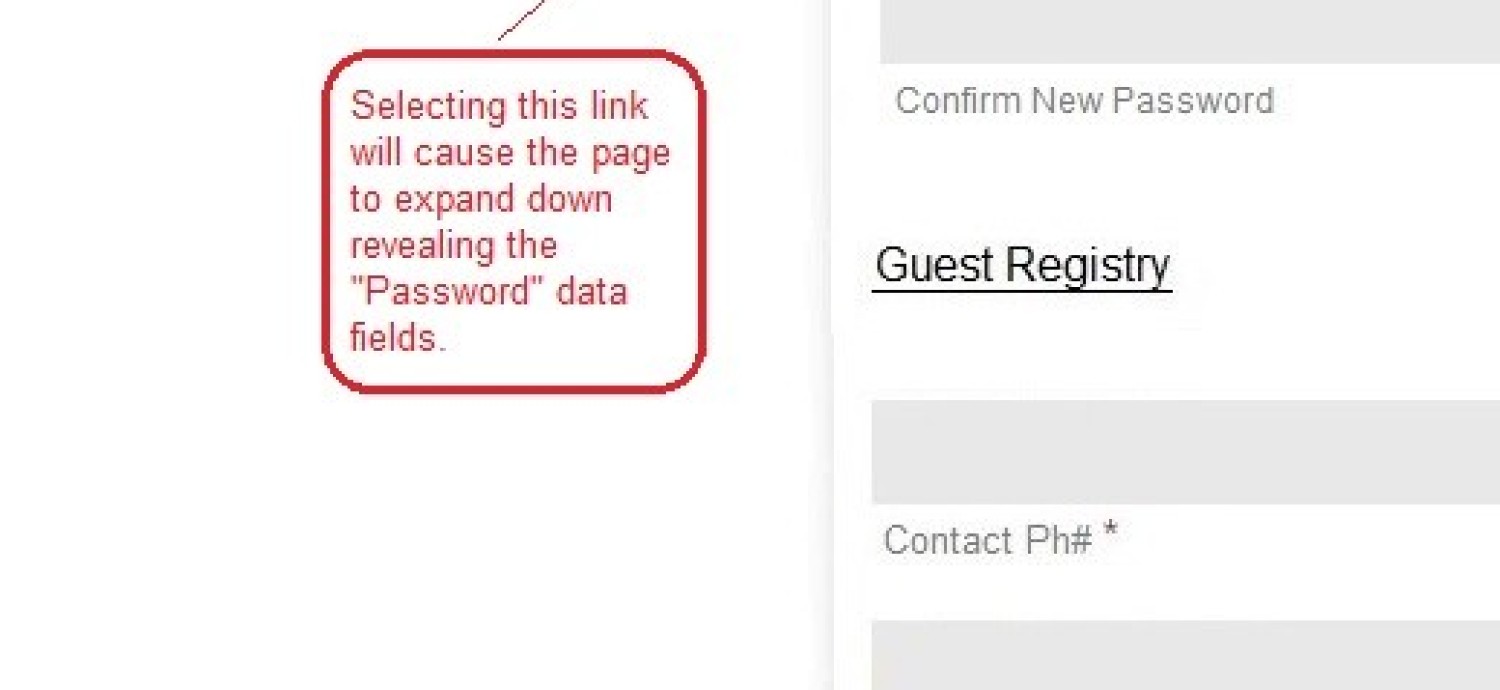 Selecting this link
will cause the page
to expand down
revealing the
"Password" data
fields.
Confirm New Password
Guest Registry
Contact Ph# *